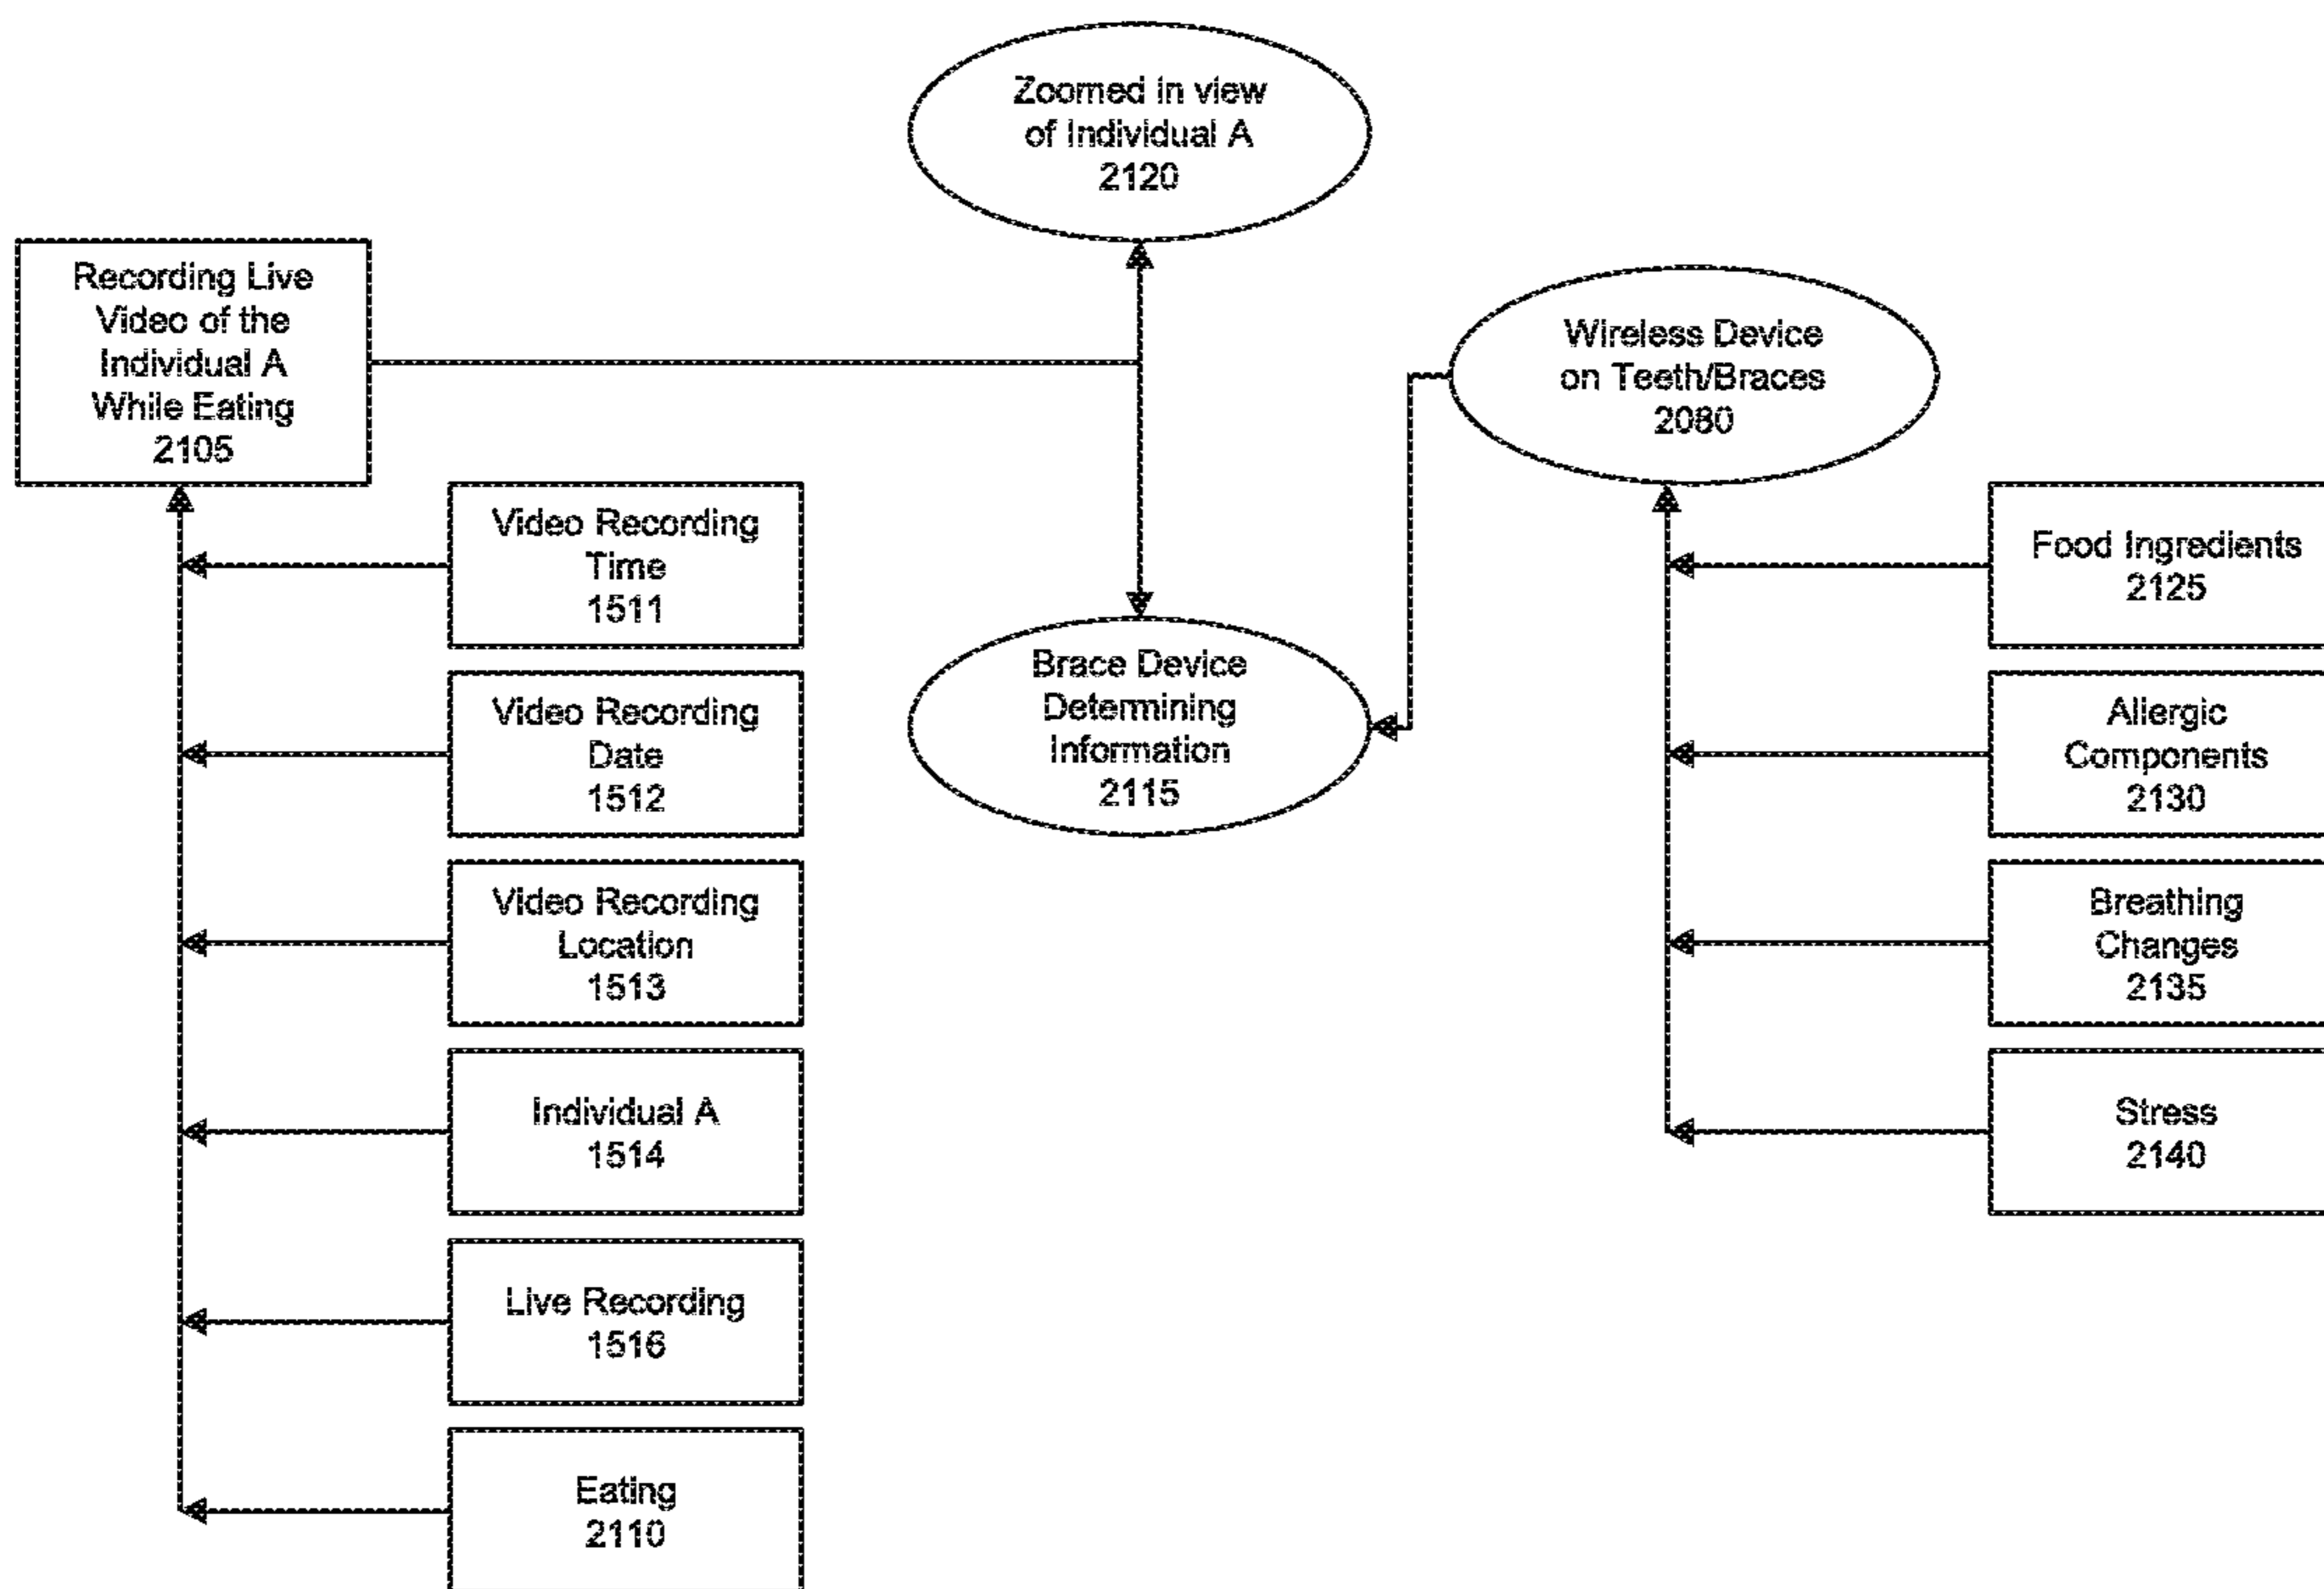 Zoomed in view
of Individual A
2120
Recording Live
Video of the
Individual A
While Eating
2105
Wireless Device
on Teeth/Braces
2080
Video Recording
Time
1511
Food Ingredients
2125
Brace Device
Determining
Information
2115
Video Recording
Date
1512
Allergic
Components
2130
Video Recording
Location
1513
Breathing
Changes
2135
Individual A
1514
Stress
2140
Live Recording
1516
Eating
2110